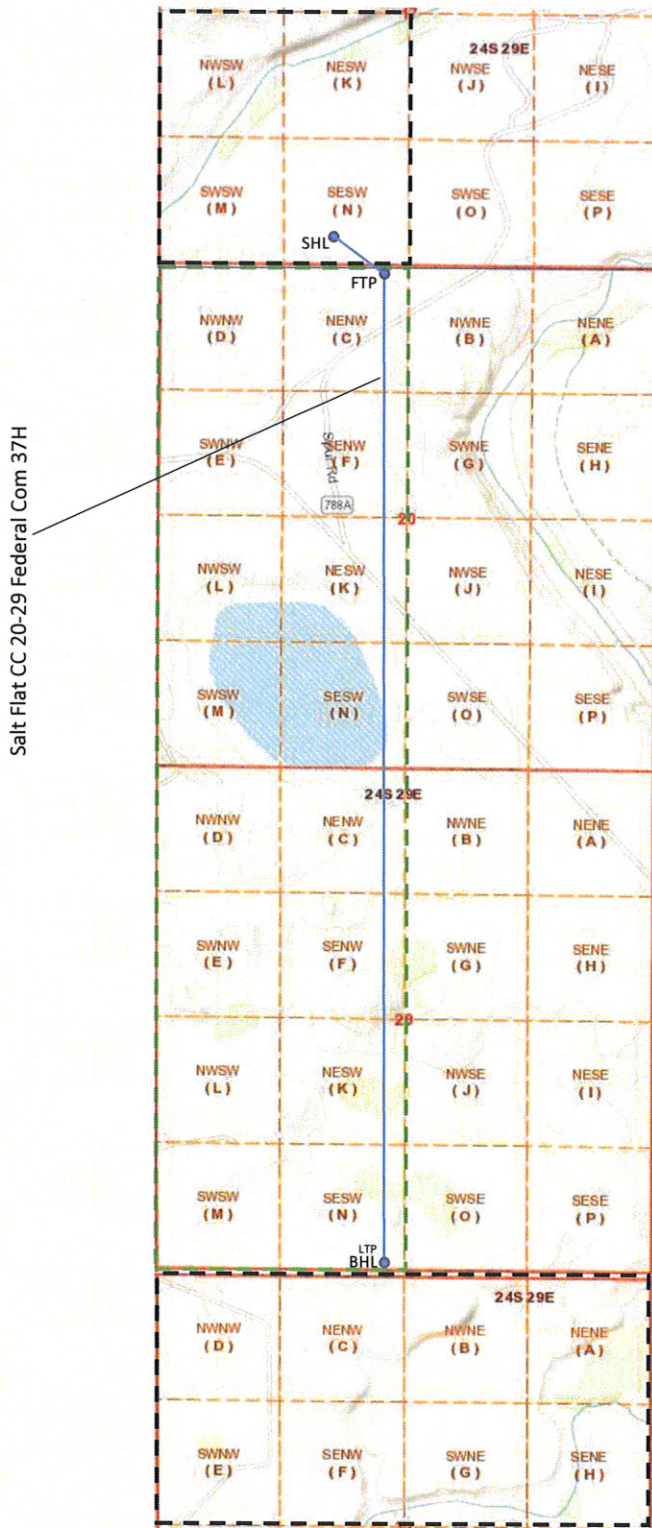 17
24S 29E
NWSW
(L)
NESW
(K)
NWSE
(J)
NESE
(I)
SWSW
(M)
SESW
(N)
SWSE
(O)
SESE
(P)
SHL
FTP
NWNW
(D)
NENW
(C)
NWNE
(B)
NENE
(A)
Salt Flat CC 20-29 Federal Com 37H
SWNW
(E)
SENW
(F)
SWNE
(G)
SENE
(H)
Rd
788A
20
NWSW
(L)
NESW
(K)
NWSE
(J)
NESE
(I)
SWSW
(M)
SESW
(N)
SWSE
(O)
SESE
(P)
24S 29E
NWNW
(D)
NENW
(C)
NWNE
(B)
NENE
(A)
SWNW
(E)
SENW
(F)
SWNE
(G)
SENE
(H)
29
NWSW
(L)
NESW
(K)
NWSE
(J)
NESE
(I)
SWSW
(M)
SESW
(N)
SWSE
(O)
SESE
(P)
LTP
BHL
24S 29E
NWNW
(D)
NENW
(C)
NWNE
(B)
NENE
(A)
SWNW
(E)
SENW
(F)
SWNE
(G)
SENE
(H)